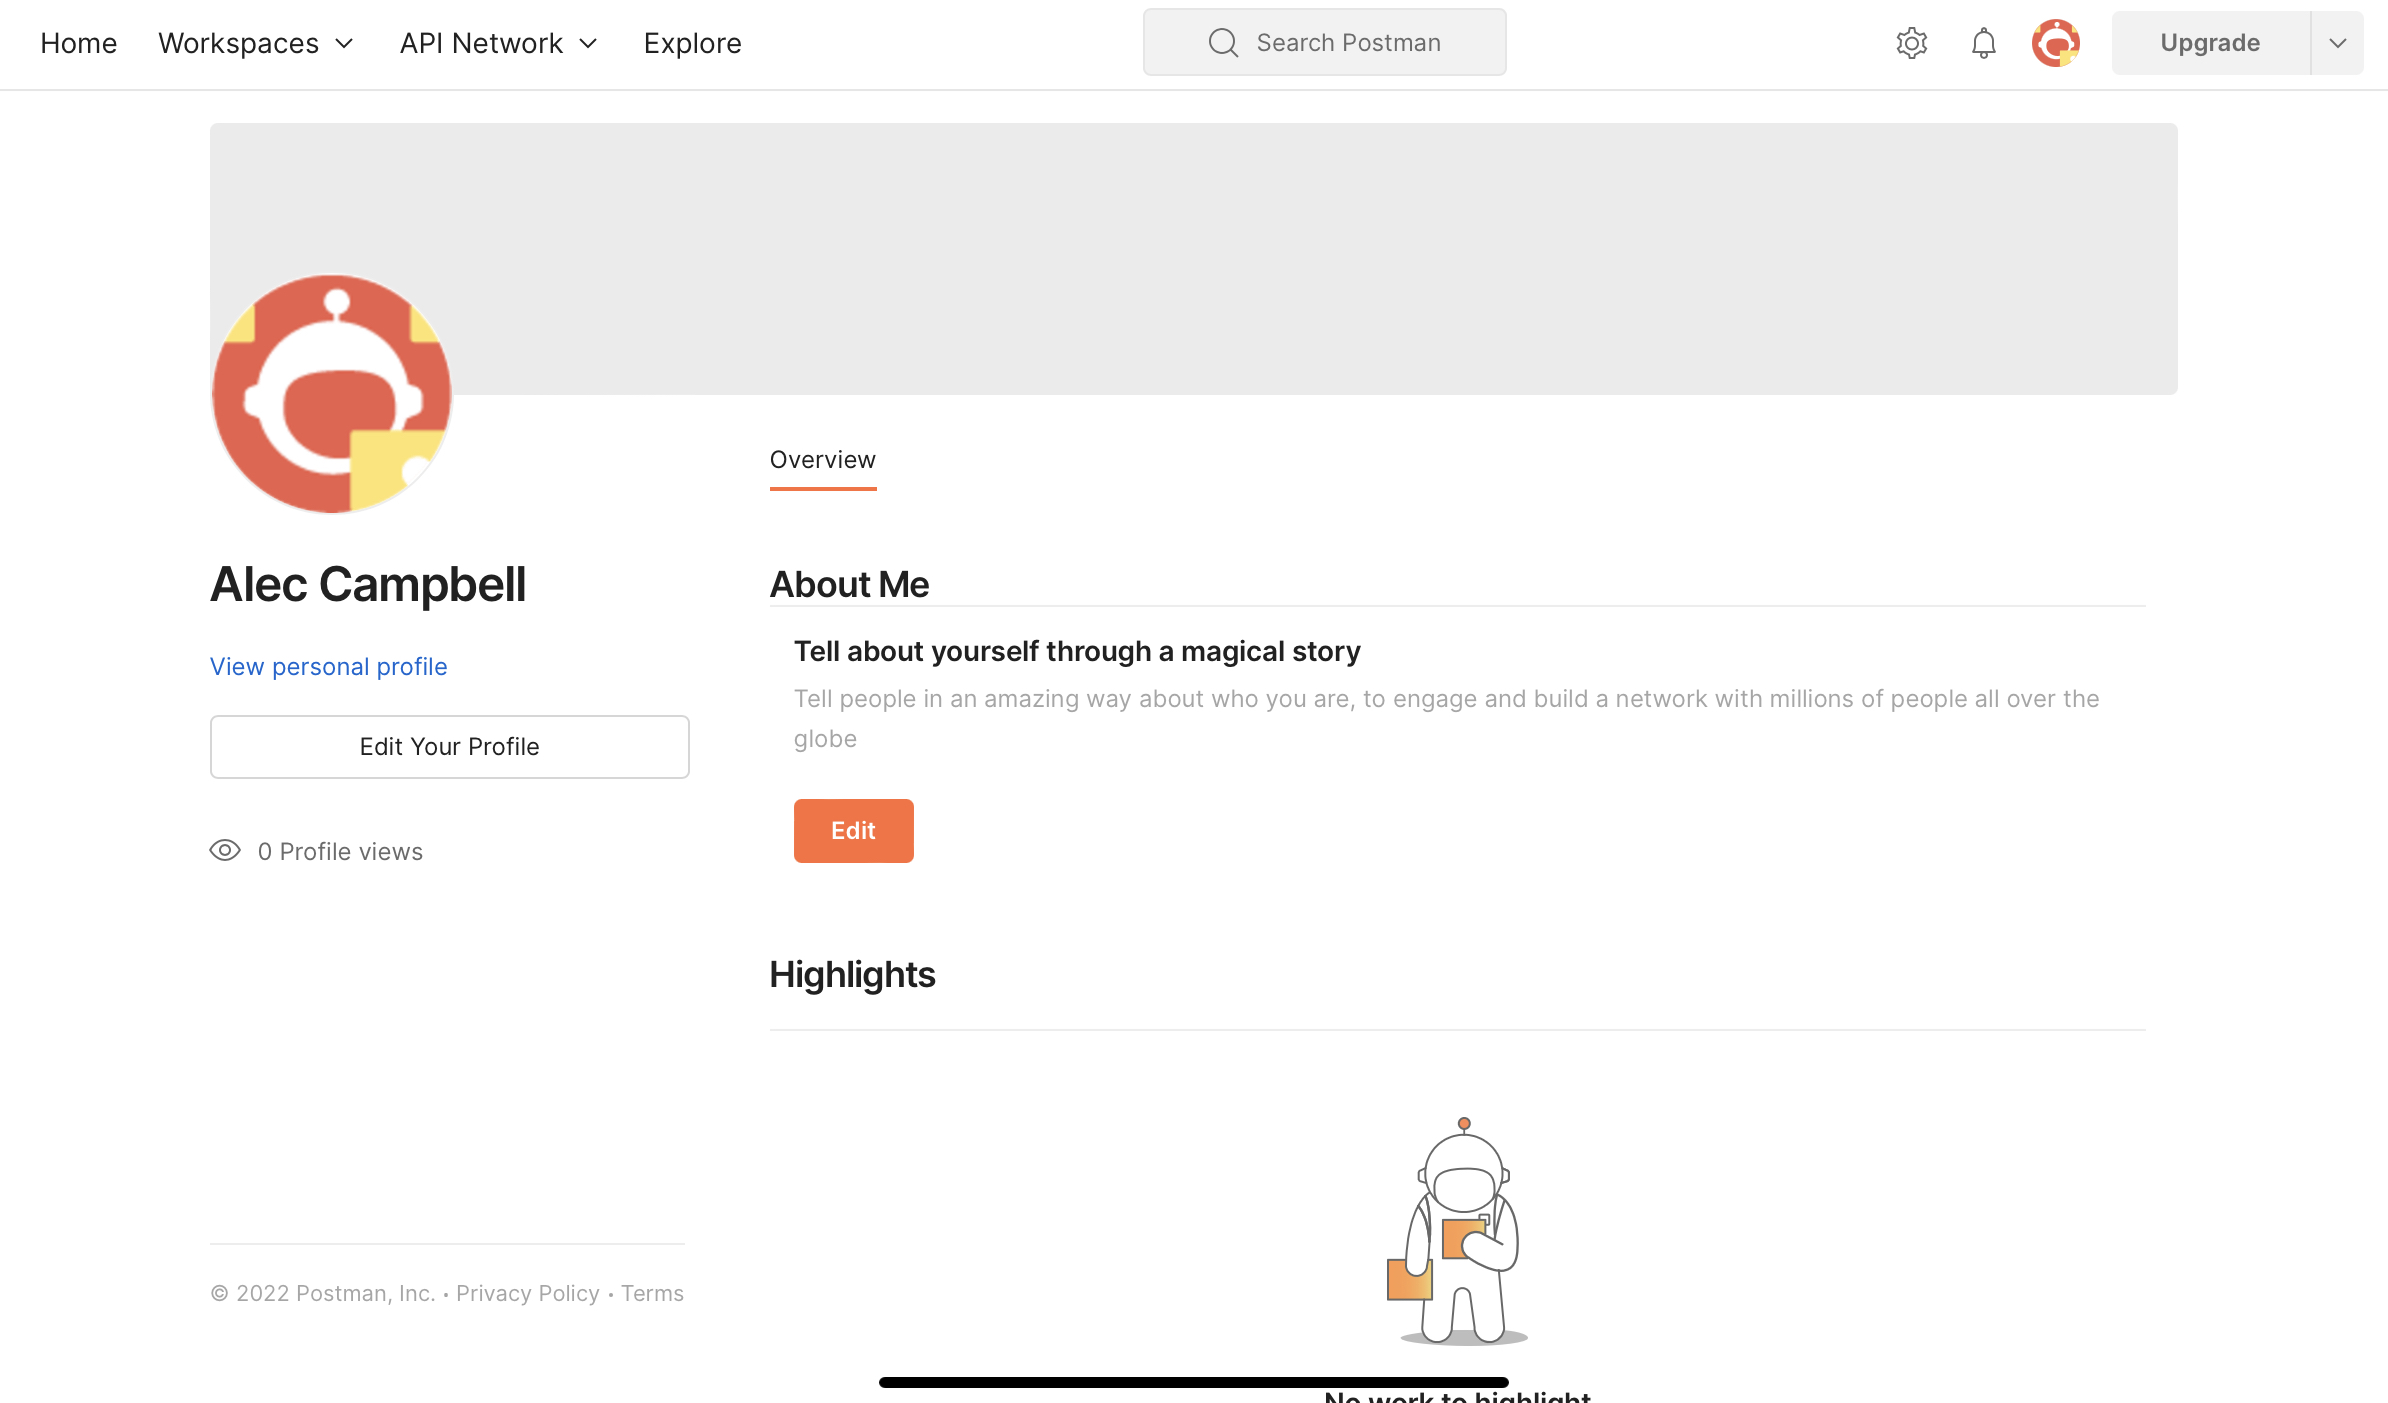 Home Workspaces API Network Explore Search Postman Upgrade
Overview
Alec Campbell
View personal profile
Edit Your Profile
0 Profile views
About Me
Tell about yourself through a magical story
Tell people in an amazing way about who you are, to engage and build a network with millions of people all over the
globe
Edit
Highlights
No work to highlight
© 2022 Postman, Inc. • Privacy Policy • Terms